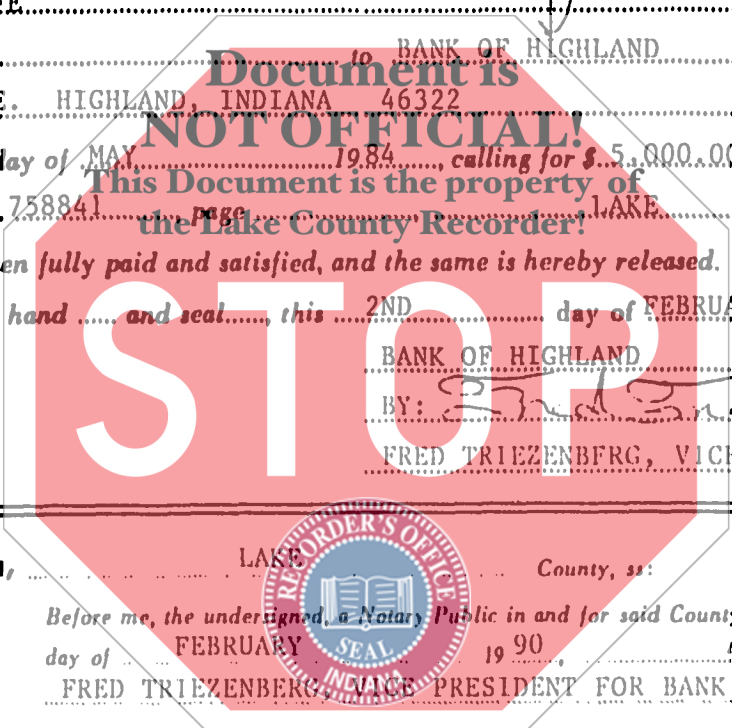 to BANK OF HIGHLAND
Document is
E. HIGHLAND, INDIANA 46322
NOT OFFICIAL!
day of MAY 1984, calling for $ 5,000.00
This Document is the property of
758841, page LAKE
the Lake County Recorder!
en fully paid and satisfied, and the same is hereby released.
hand and seal, this 2ND day of FEBRUA
STOP
BANK OF HIGHLAND
BY:
FRED TRIEZENBERG, VICE
RECORDER'S OFFICE
LAKE County, ss:
Before me, the undersigned, a Notary Public in and for said County
SEAL
day of FEBRUARY 19 90,
INDIANA
FRED TRIEZENBERG, VICE PRESIDENT FOR BANK